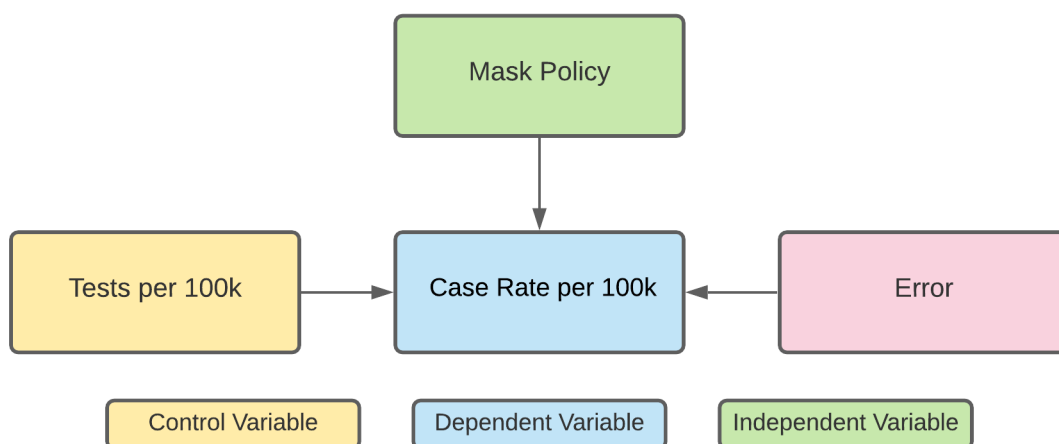 Mask Policy
Tests per 100k
Case Rate per 100k
Error
Control Variable
Dependent Variable
Independent Variable